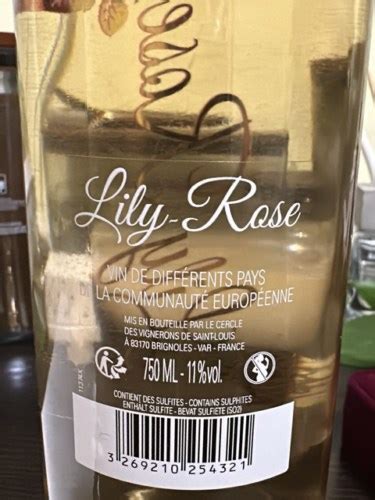 Lily-Rose
VIN DE DIFFÉRENTS PAYS
DE LA COMMUNAUTÉ EUROPÉENNE
MIS EN BOUTEILLE PAR LE CERCLE
DES VIGNERONS DE SAINT-LOUIS
À 83170 BRIGNOLES - VAR - FRANCE
750 ML - 11%vol.
CONTIENT DES SULFITES - CONTAINS SULPHITES
ENTHÄLT SULFITE - BEVAT SULFIETE (SO2)
3 269210 254321